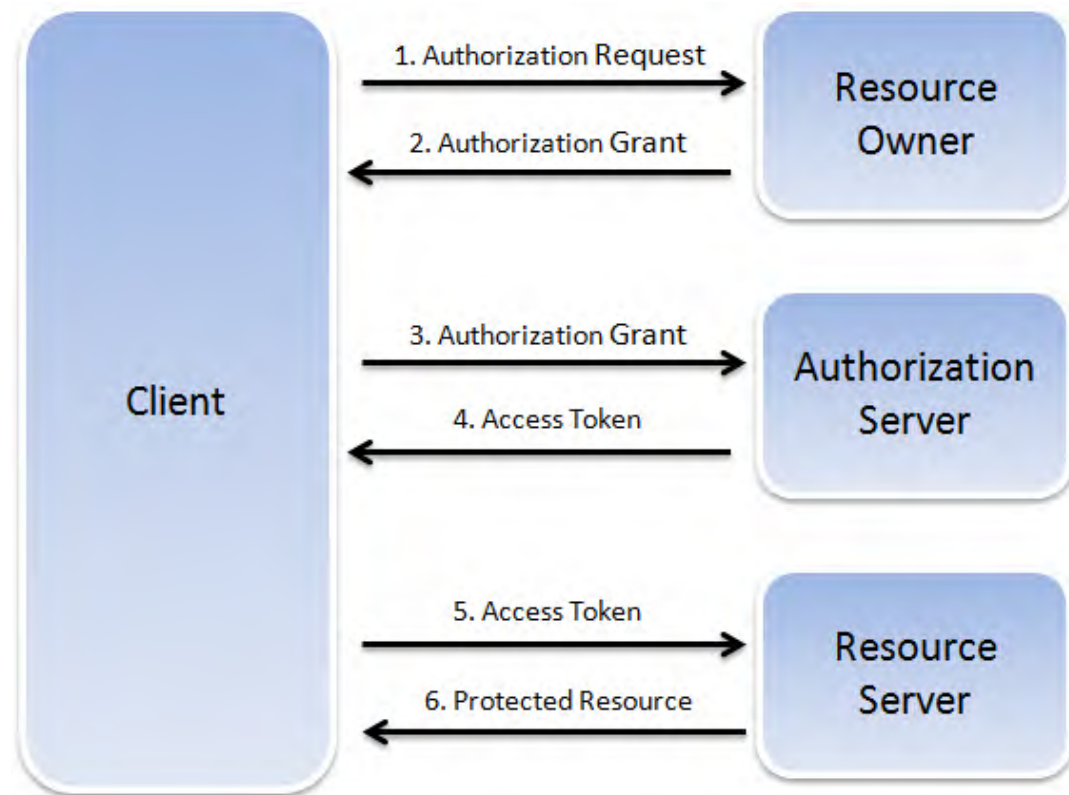 1. Authorization Request
Resource
Owner
2. Authorization Grant
3. Authorization Grant
Authorization
Server
Client
4. Access Token
5. Access Token
Resource
Server
6. Protected Resource